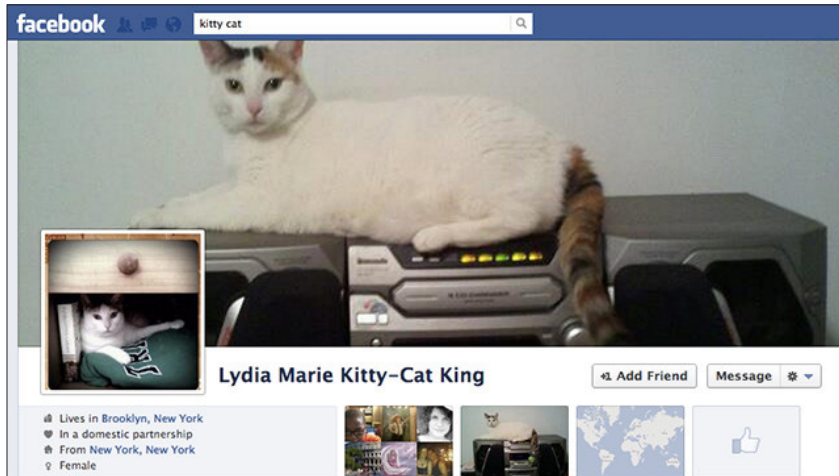 facebook
kitty cat
Lydia Marie Kitty-Cat King
+1 Add Friend
Message
Lives in Brooklyn, New York
In a domestic partnership
From New York, New York
Female